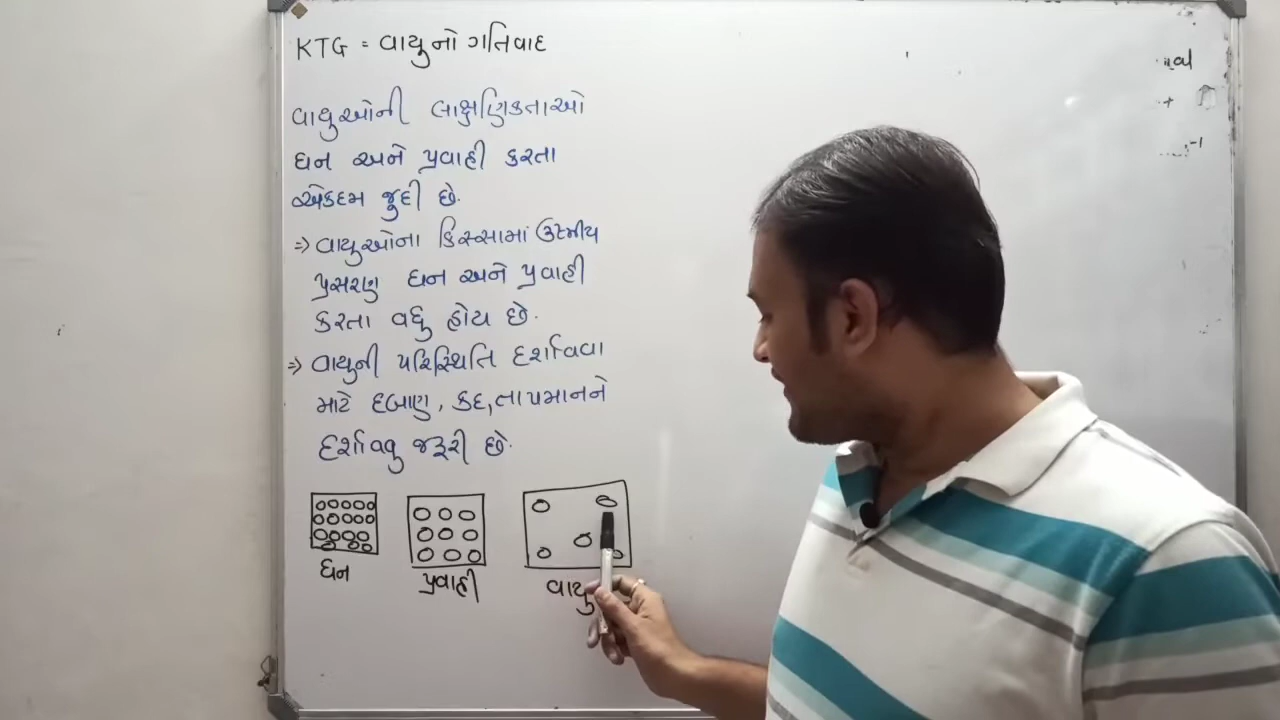 KTG = વાયુનો ગતિવાદ
વાયુઓની લાક્ષણિકતાઓ
ઘન અને પ્રવાહી કરતા
એકદમ જુદી છે.
=> વાયુઓના કિસ્સામાં ઉષ્મીય
પ્રસરણ ઘન અને પ્રવાહી
કરતા વધુ હોય છે.
=> વાયુની પરિસ્થિતિ દર્શાવવા
માટે દબાણ, કદ, તાપમાનને
દર્શાવવુ જરૂરી છે.
ઘન
પ્રવાહી
વાયુ